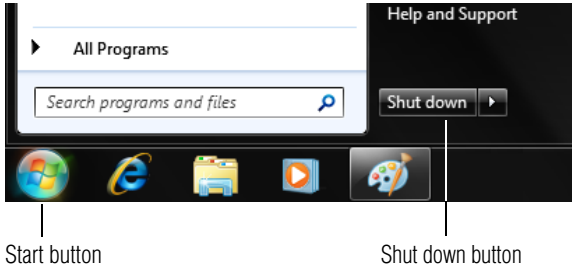 Help and Support
All Programs
Search programs and files
Shut down
Start button
Shut down button